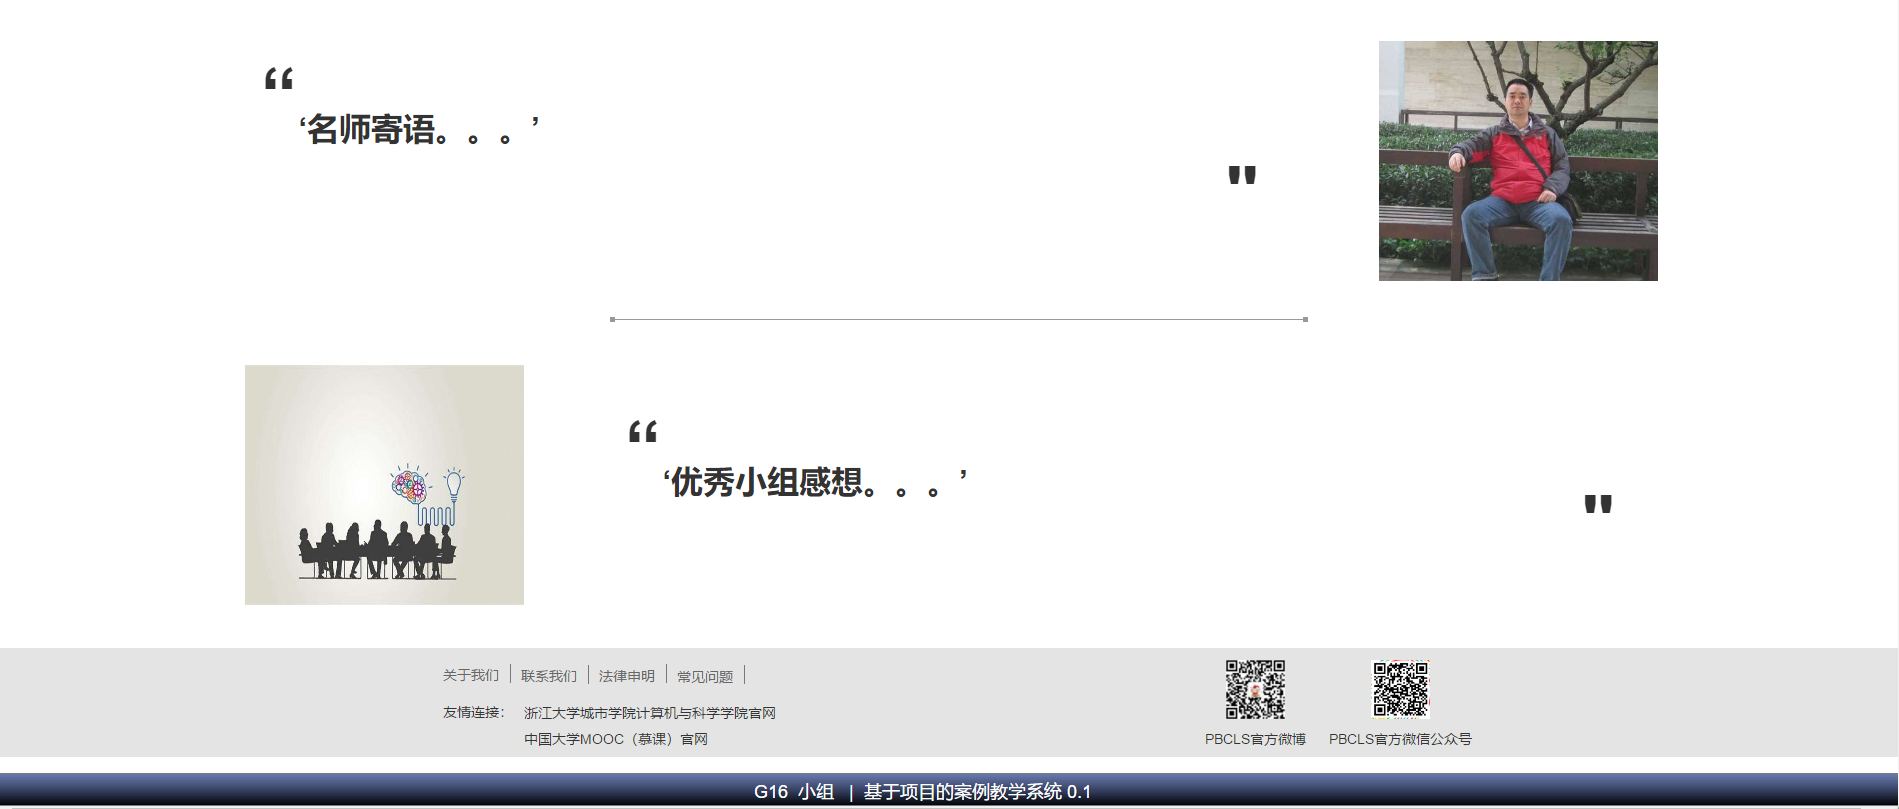 “
‘名师寄语。。。’
"
“
‘优秀小组感想。。。’
"
关于我们 | 联系我们 | 法律申明 | 常见问题 |
友情连接： 浙江大学城市学院计算机与科学学院官网
中国大学MOOC（慕课）官网
PBCLS官方微博 PBCLS官方微信公众号
G16 小组 | 基于项目的案例教学系统 0.1